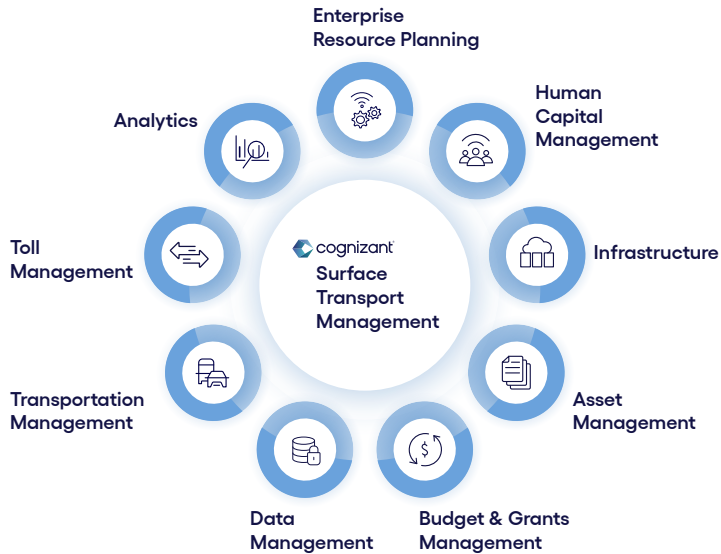 Enterprise
Resource Planning
Human
Capital
Management
Analytics
Toll
Management
cognizant
Surface
Transport
Management
Infrastructure
Transportation
Management
Asset
Management
$
Data
Management
Budget & Grants
Management